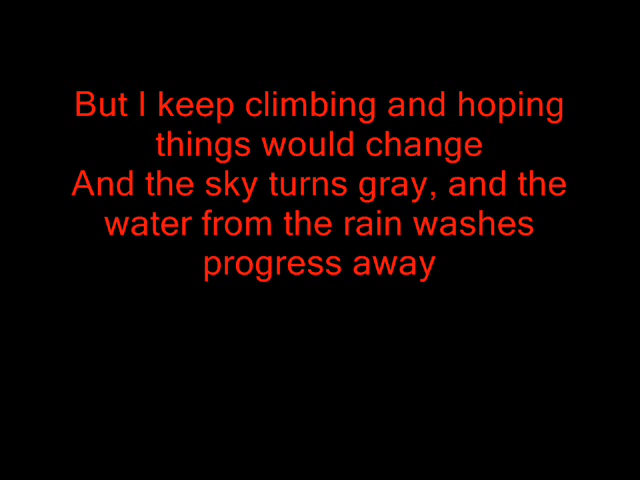 But I keep climbing and hoping
things would change
And the sky turns gray, and the
water from the rain washes
progress away